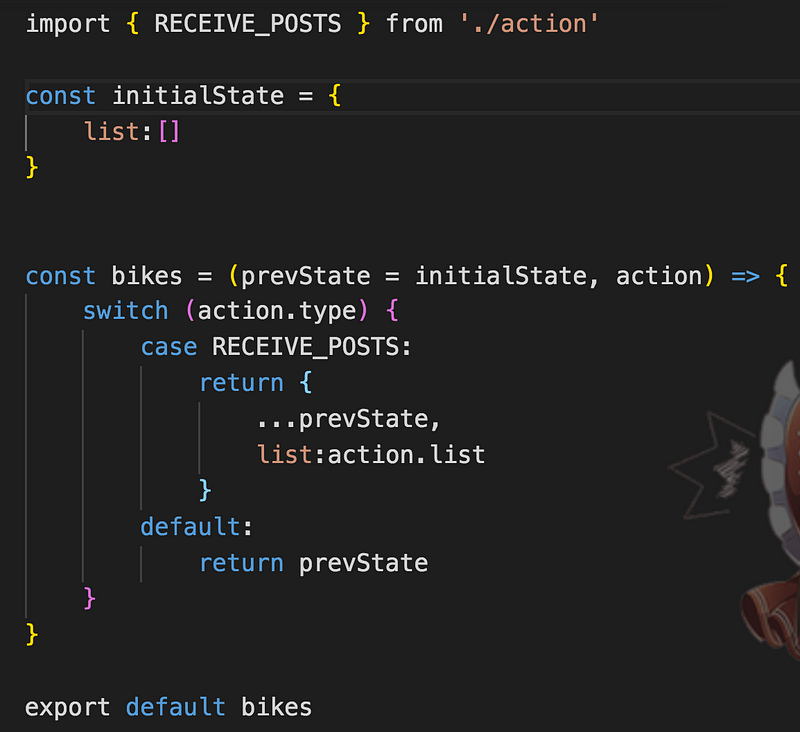 import { RECEIVE_POSTS } from './action'
const initialState = {
list:[]
}
const bikes = (prevState = initialState, action) => {
switch (action.type) {
case RECEIVE_POSTS:
return {
...prevState,
list:action.list
}
default:
return prevState
}
}
export default bikes